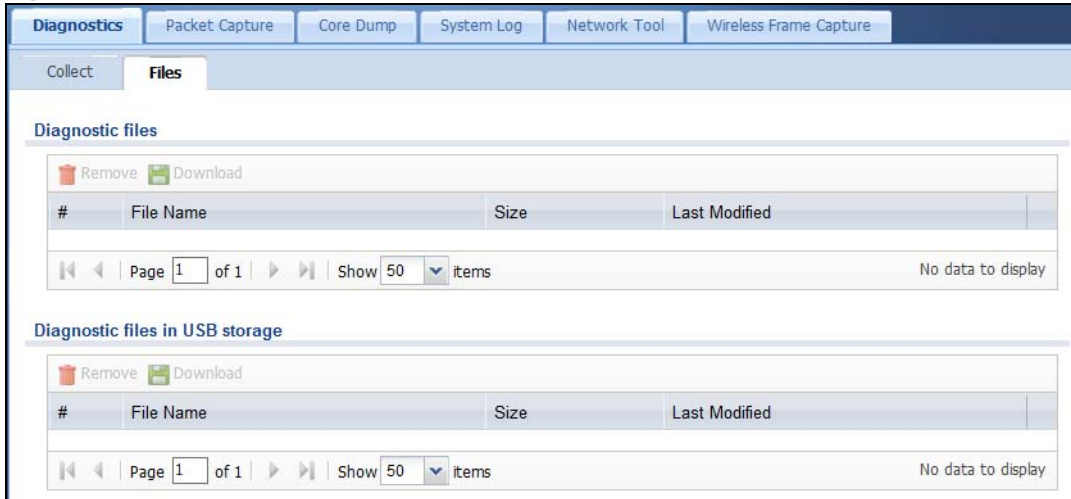 Diagnostics Packet Capture Core Dump System Log Network Tool Wireless Frame Capture
Collect Files
Diagnostic files
Remove Download
# File Name Size Last Modified
Page 1 of 1 Show 50 items No data to display
Diagnostic files in USB storage
Remove Download
# File Name Size Last Modified
Page 1 of 1 Show 50 items No data to display